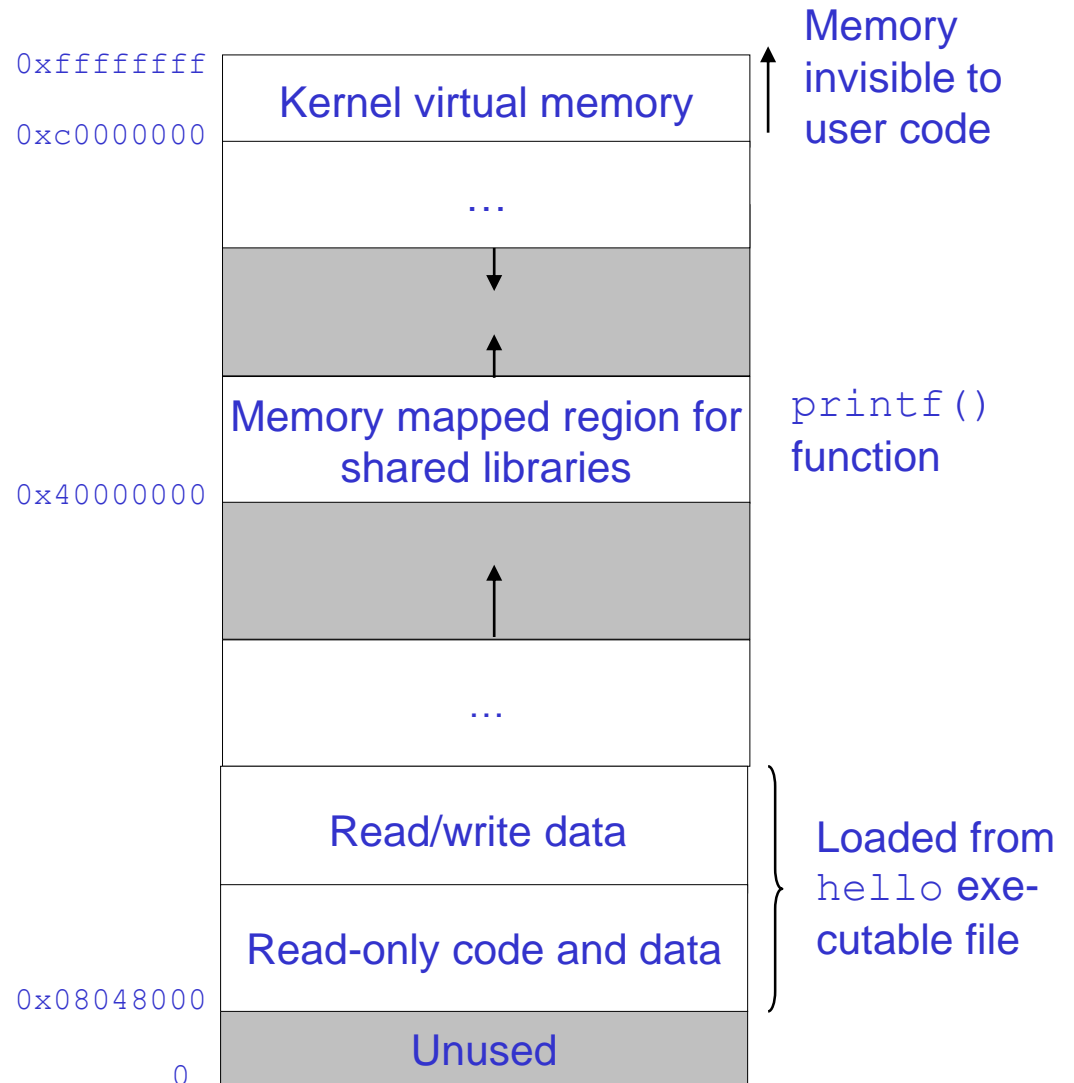 Memory
invisible to
user code
0xffffffff
Kernel virtual memory
0xc0000000
…
Memory mapped region for
shared libraries
printf()
function
0x40000000
…
Read/write data
Loaded from
hello exe-
cutable file
Read-only code and data
0x08048000
Unused
0